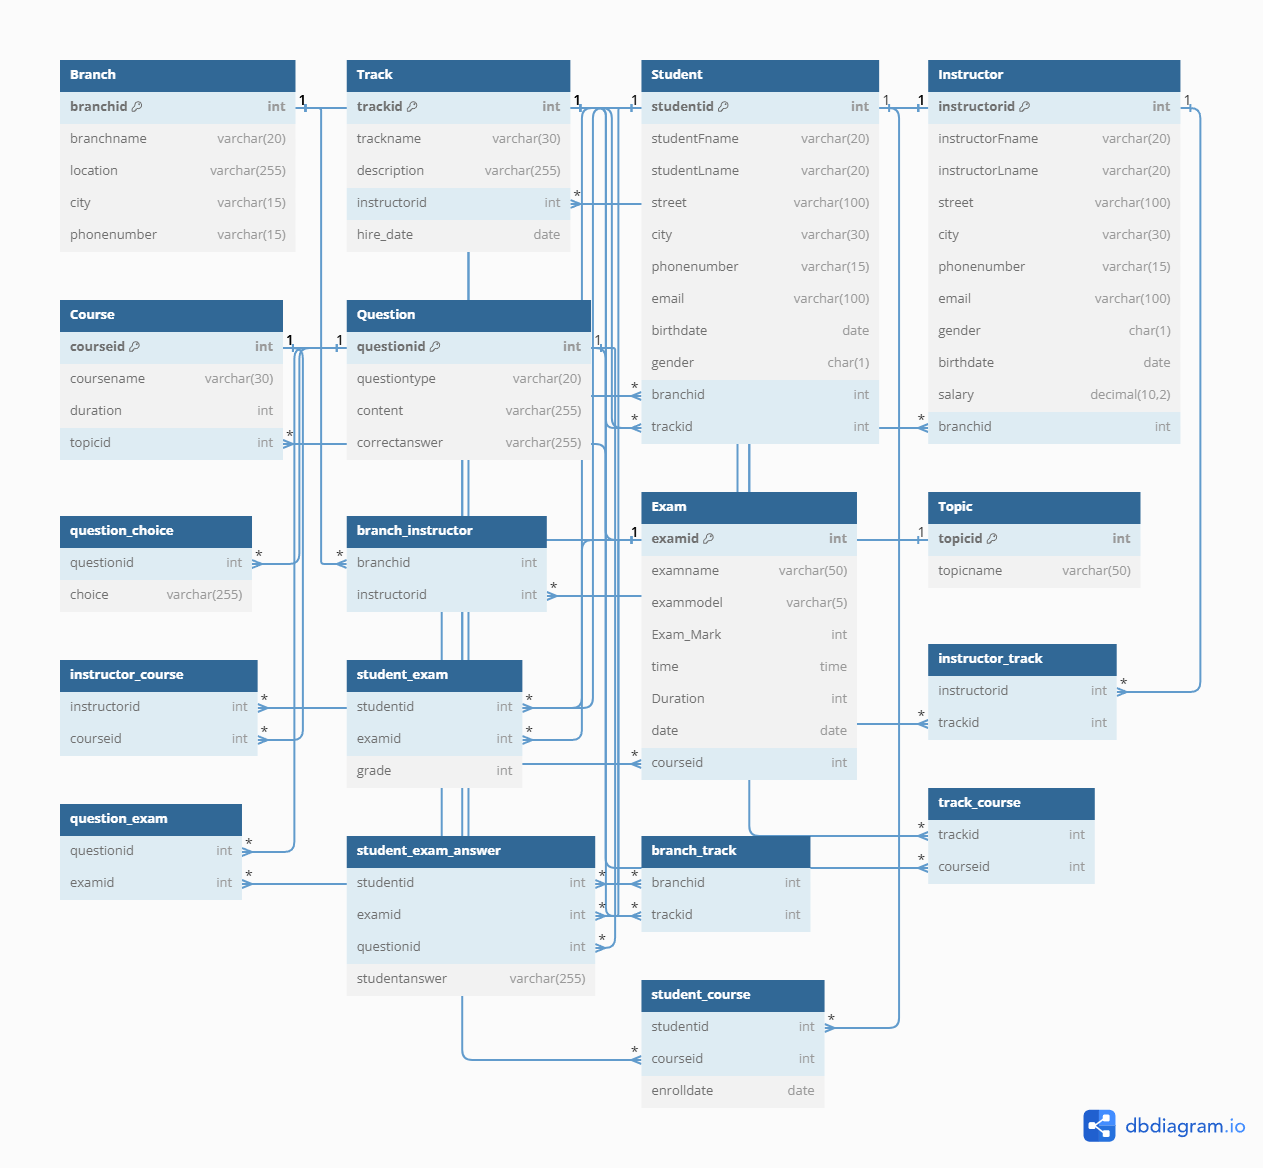 Branch
branchid int
branchname varchar(20)
location varchar(255)
city varchar(15)
phonenumber varchar(15)
1
Track
trackid int
trackname varchar(30)
description varchar(255)
instructorid int
hire_date date
1
*
Student
1
studentid int
studentFname varchar(20)
studentLname varchar(20)
street varchar(100)
city varchar(30)
phonenumber varchar(15)
email varchar(100)
birthdate date
gender char(1)
* branchid int
* trackid int
1
Instructor
1
instructorid int
instructorFname varchar(20)
instructorLname varchar(20)
street varchar(100)
city varchar(30)
phonenumber varchar(15)
email varchar(100)
gender char(1)
birthdate date
salary decimal(10,2)
* branchid int
1
Course
courseid int
coursename varchar(30)
duration int
topicid int
1
*
Question
1
questionid int
questiontype varchar(20)
content varchar(255)
correctanswer varchar(255)
1
question_choice
questionid int *
choice varchar(255)
branch_instructor
* branchid int
instructorid int *
Exam
1
examid int
examname varchar(50)
exammodel varchar(5)
Exam_Mark int
time time
Duration int
date date
* courseid int
Topic
1
topicid int
topicname varchar(50)
instructor_course
instructorid int *
courseid int *
student_exam
studentid int *
examid int *
grade int
instructor_track
instructorid int *
* trackid int
question_exam
questionid int *
examid int *
student_exam_answer
studentid int *
examid int *
questionid int *
studentanswer varchar(255)
branch_track
* branchid int
* trackid int
track_course
* trackid int
* courseid int
student_course
studentid int *
* courseid int
enrolldate date
dbdiagram.io